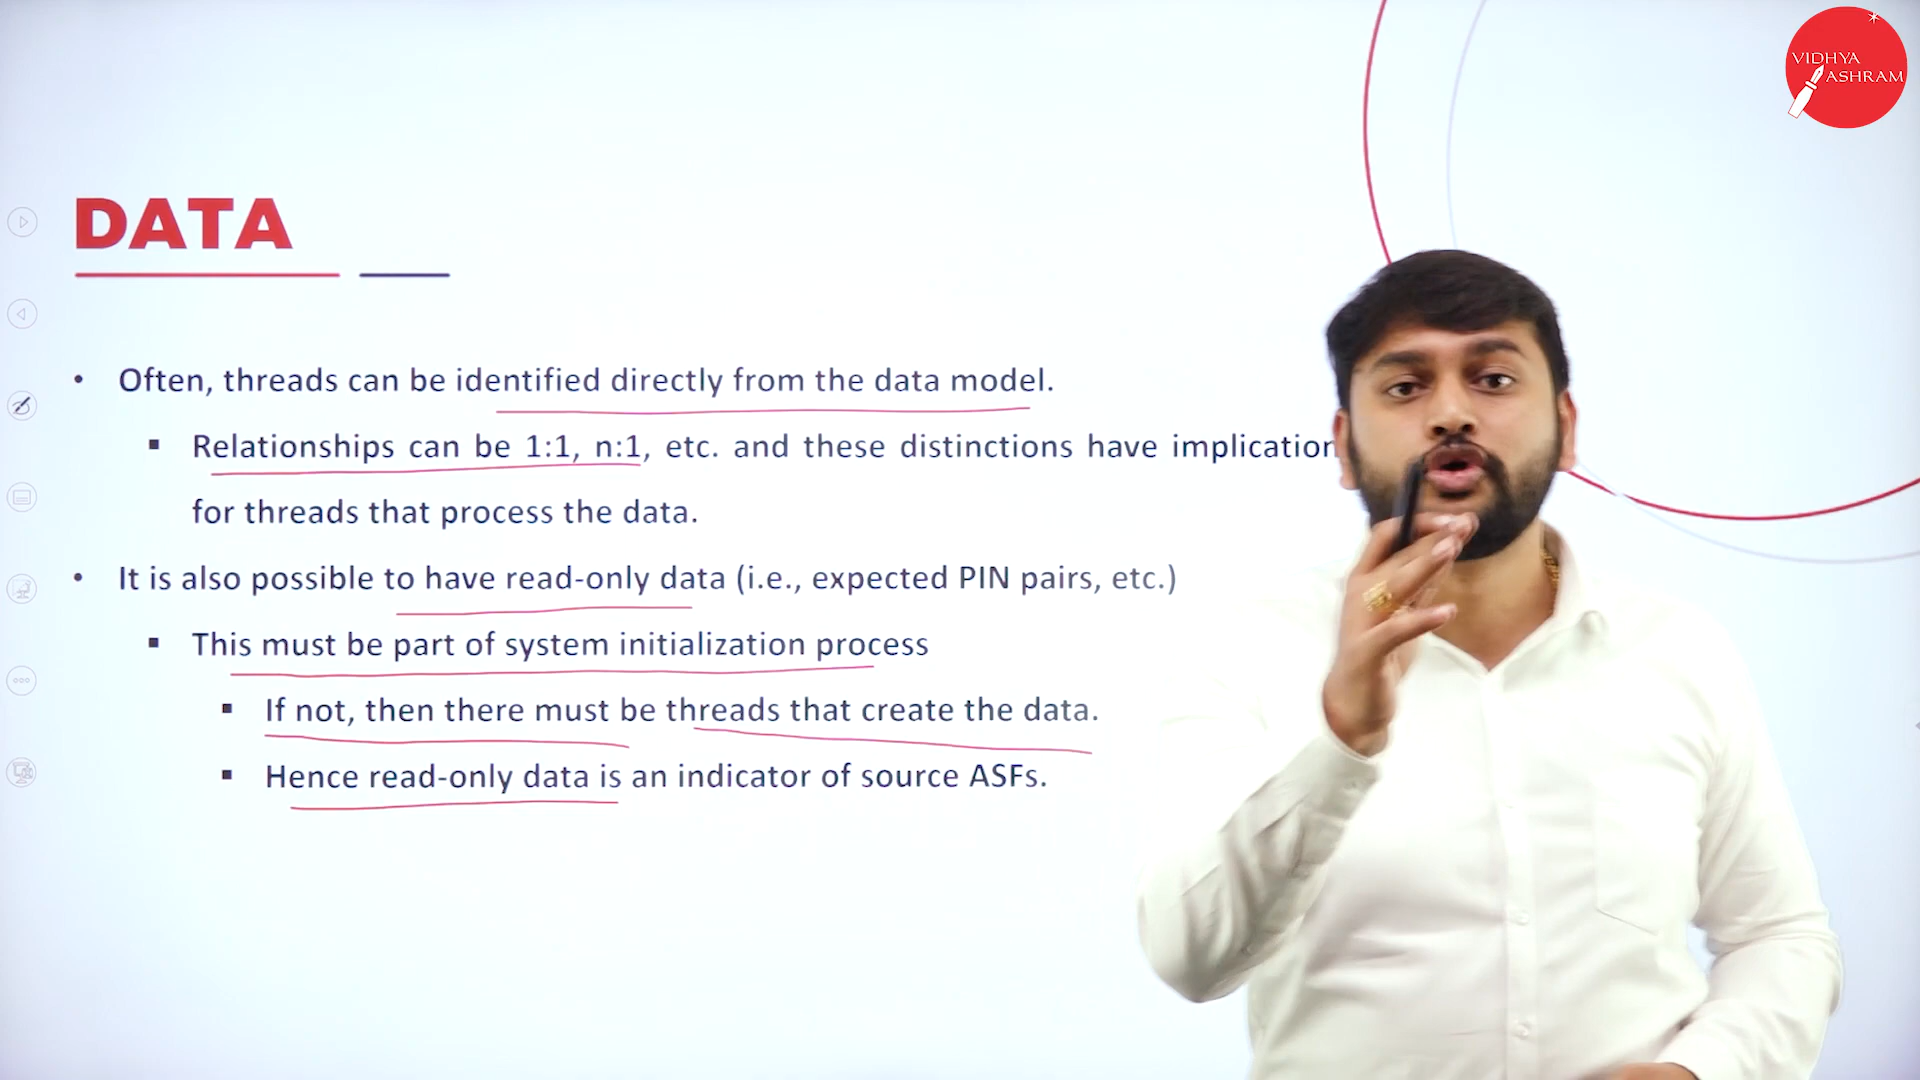 VIDHYA
ASHRAM
DATA
• Often, threads can be identified directly from the data model.
▪ Relationships can be 1:1, n:1, etc. and these distinctions have implication
for threads that process the data.
• It is also possible to have read-only data (i.e., expected PIN pairs, etc.)
▪ This must be part of system initialization process
▪ If not, then there must be threads that create the data.
▪ Hence read-only data is an indicator of source ASFs.